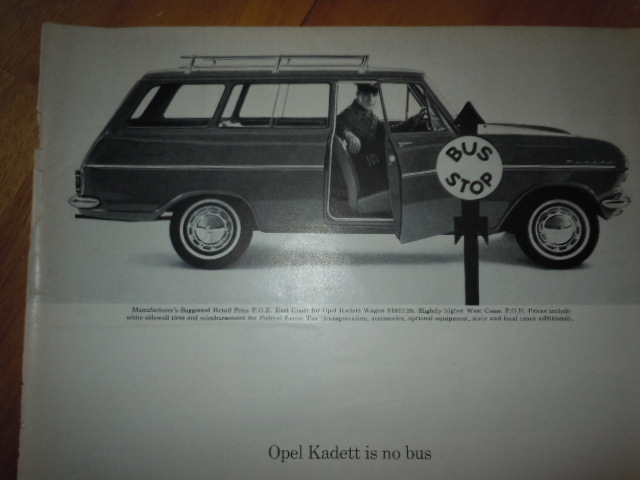 BUS
STOP
Kadett
Manufacturer's Suggested Retail Price P.O.E. East Coast for Opel Kadett Wagon Slightly higher West Coast P.O.E. Prices include
white sidewall tires and reimbursement for Federal Excise Tax (transportation, accessories, optional equipment, state and local taxes additional).
Opel Kadett is no bus